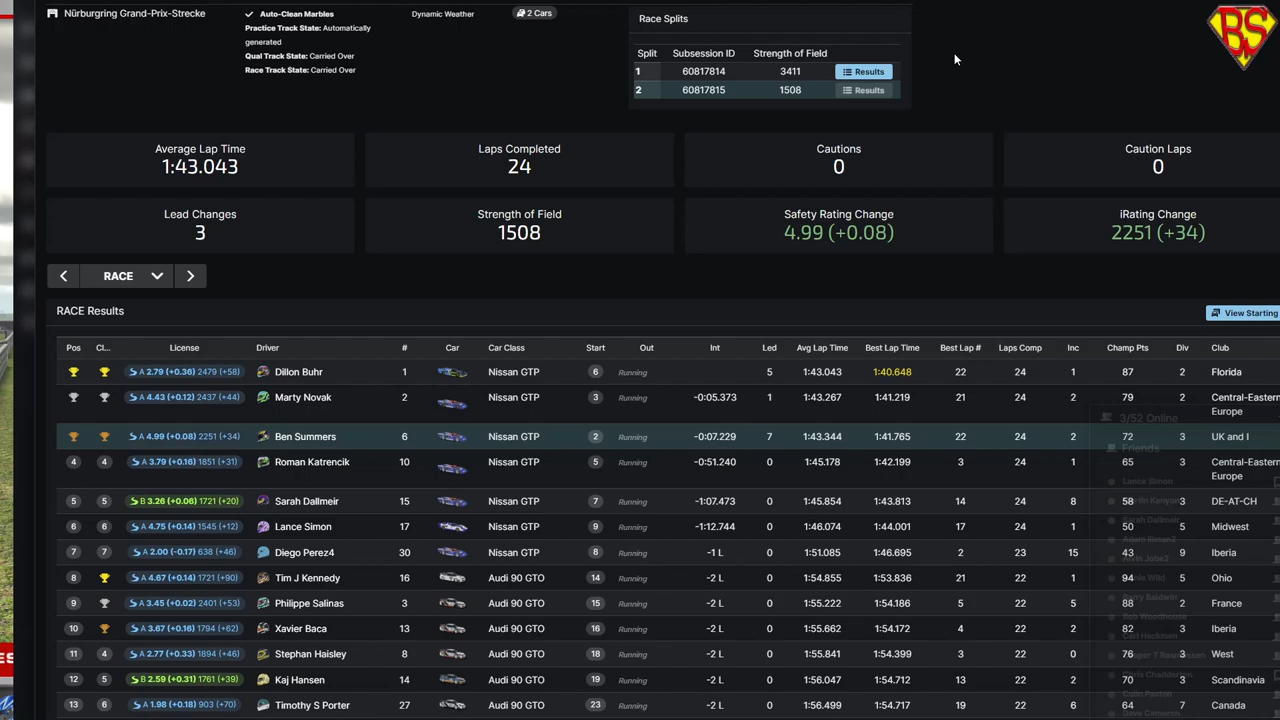 Nürburgring Grand-Prix-Strecke
Auto-Clean Marbles
Practice Track State: Automatically
generated
Qual Track State: Carried Over
Race Track State: Carried Over
Dynamic Weather
2 Cars
BS
Race Splits
Split Subsession ID Strength of Field
1 60817814 3411 Results
2 60817815 1508 Results
Average Lap Time
1:43.043
Laps Completed
24
Cautions
0
Caution Laps
0
Lead Changes
3
Strength of Field
1508
Safety Rating Change
4.99 (+0.08)
iRating Change
2251 (+34)
RACE
RACE Results
View Starting
Pos Cl... License Driver # Car Car Class Start Out Int Led Avg Lap Time Best Lap Time Best Lap # Laps Comp Inc Champ Pts Div Club
A 2.79 (+0.36) 2479 (+58) Dillon Buhr 1 Nissan GTP 6 Running 5 1:43.043 1:40.648 22 24 1 87 2 Florida
A 4.43 (+0.12) 2437 (+44) Marty Novak 2 Nissan GTP 3 Running -0:05.373 1 1:43.267 1:41.219 21 24 1 79 2 Central-Eastern
Europe
3/52 Online
A 4.99 (+0.08) 2251 (+34) Ben Summers 6 Nissan GTP 2 Running -0:07.229 7 1:43.344 1:41.765 22 24 2 72 3 UK and I
Friends
4 4 A 3.79 (+0.16) 1851 (+31) Roman Katrencik 10 Nissan GTP 5 Running -0:51.240 0 1:45.178 1:42.199 3 24 1 65 3 Central-Eastern
Europe
Lance Simon
5 5 B 3.26 (+0.06) 1721 (+20) Sarah Dallmeir 15 Nissan GTP 7 Running -1:07.473 0 1:45.854 1:43.813 14 24 8 58 3 DE-AT-CH
Sarah Dallmeir
6 6 A 4.75 (+0.14) 1545 (+12) Lance Simon 17 Nissan GTP 9 Running -1:12.744 0 1:46.074 1:44.001 17 24 1 50 5 Midwest
7 7 A 2.00 (-0.17) 638 (+46) Diego Perez4 30 Nissan GTP 8 Running -1 L 0 1:51.085 1:46.695 2 23 15 43 9 Iberia
8 A 4.67 (+0.14) 1721 (+90) Tim J Kennedy 16 Audi 90 GTO 14 Running -2 L 0 1:54.855 1:53.836 21 22 1 94 5 Ohio
9 A 3.45 (+0.02) 2401 (+53) Philippe Salinas 3 Audi 90 GTO 15 Running -2 L 0 1:55.222 1:54.186 5 22 5 88 2 France
10 A 3.67 (+0.16) 1794 (+62) Xavier Baca 13 Audi 90 GTO 16 Running -2 L 0 1:55.662 1:54.172 4 22 2 82 3 Iberia
11 4 A 2.77 (+0.33) 1894 (+46) Stephan Haisley 8 Audi 90 GTO 18 Running -2 L 0 1:55.841 1:54.399 3 22 0 76 3 West
12 5 B 2.59 (+0.31) 1761 (+39) Kaj Hansen 14 Audi 90 GTO 19 Running -2 L 0 1:56.047 1:54.712 13 22 2 70 3 Scandinavia
13 6 A 1.98 (+0.18) 903 (+70) Timothy S Porter 27 Audi 90 GTO 23 Running -2 L 0 1:56.499 1:54.717 19 22 6 64 7 Canada